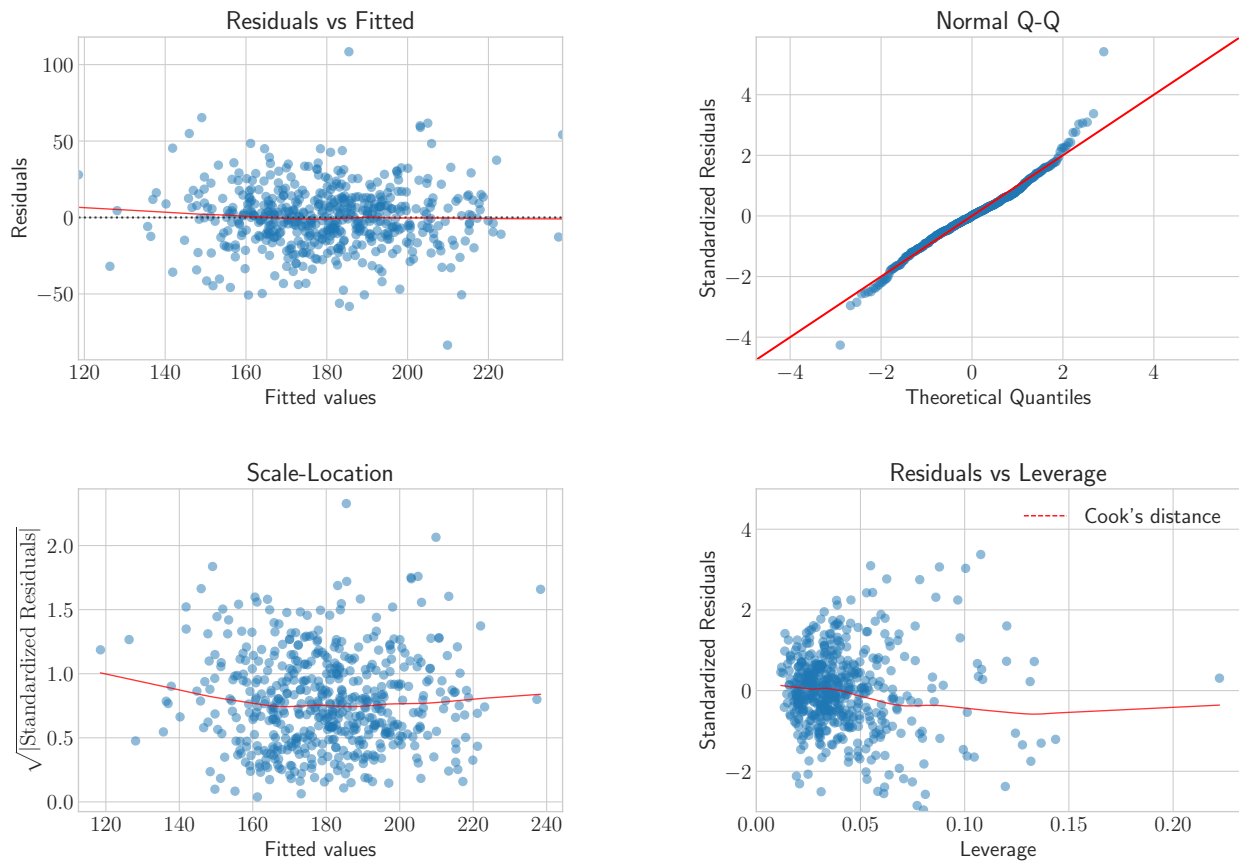 Residuals vs Fitted
100
50
0
−50
Residuals
120 140 160 180 200 220
Fitted values
Normal Q-Q
4
2
0
−2
−4
Standardized Residuals
−4 −2 0 2 4
Theoretical Quantiles
Scale-Location
2.0
1.5
1.0
0.5
0.0
√|Standardized Residuals|
120 140 160 180 200 220 240
Fitted values
Residuals vs Leverage
Cook's distance
4
2
0
−2
Standardized Residuals
0.00 0.05 0.10 0.15 0.20
Leverage